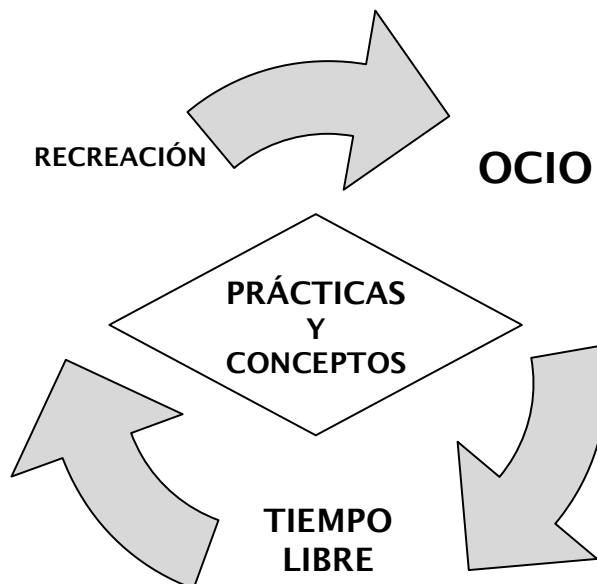 RECREACIÓN
OCIO
PRÁCTICAS
Y
CONCEPTOS
TIEMPO
LIBRE